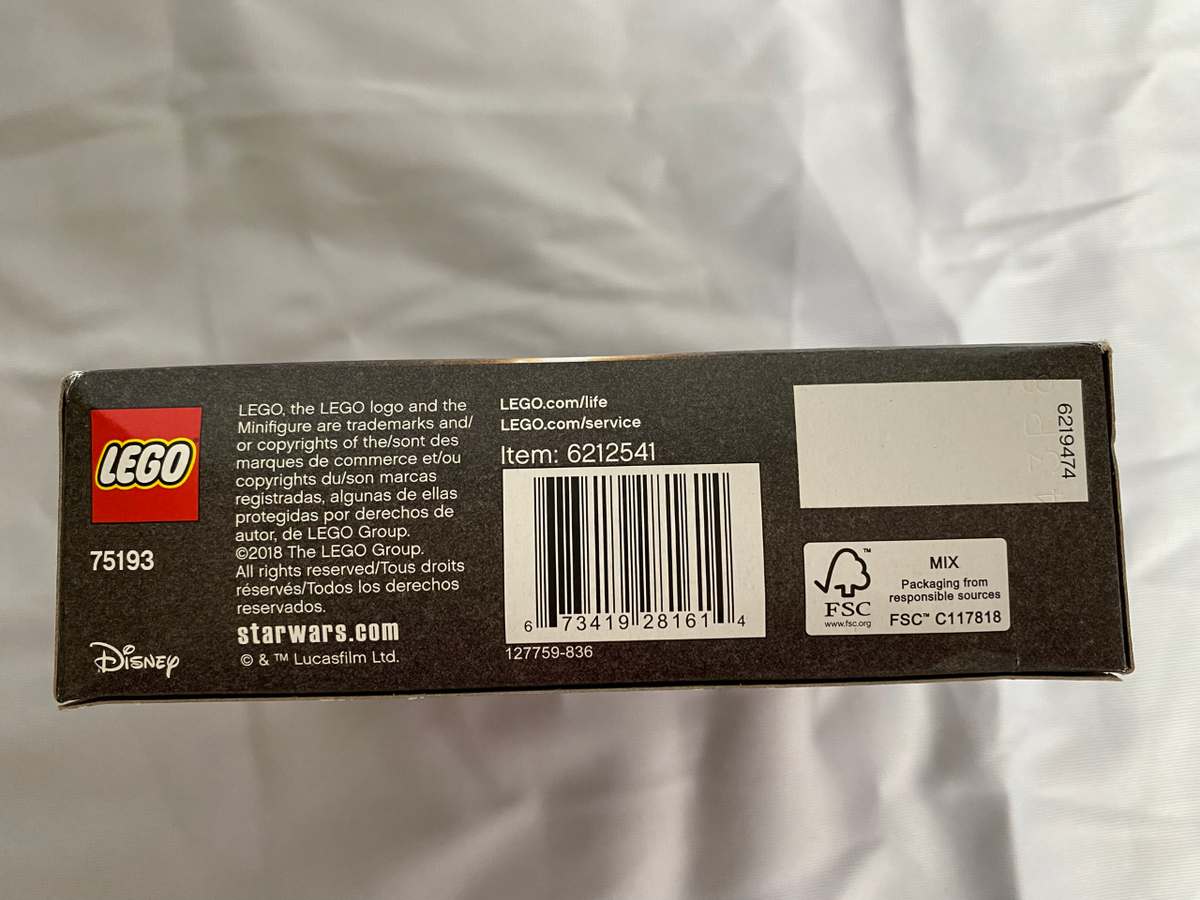 LEGO
75193
Disney
LEGO, the LEGO logo and the
Minifigure are trademarks and/
or copyrights of the/sont des
marques de commerce et/ou
copyrights du/son marcas
registradas, algunas de ellas
protegidas por derechos de
autor, de LEGO Group.
©2018 The LEGO Group.
All rights reserved/Tous droits
réservés/Todos los derechos
reservados.
starwars.com
© & ™ Lucasfilm Ltd.
LEGO.com/life
LEGO.com/service
Item: 6212541
6 73419 28161 4
127759-836
6219474
FSC™
www.fsc.org
MIX
Packaging from
responsible sources
FSC™ C117818